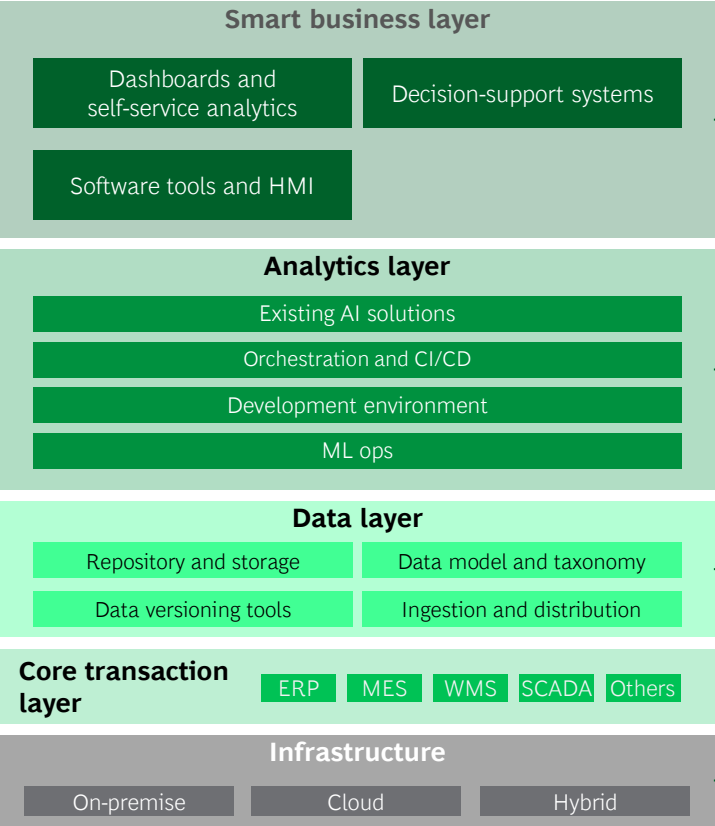 Smart business layer
Dashboards and
self-service analytics
Decision-support systems
Software tools and HMI
Analytics layer
Existing AI solutions
Orchestration and CI/CD
Development environment
ML ops
Data layer
Repository and storage
Data model and taxonomy
Data versioning tools
Ingestion and distribution
Core transaction
layer
ERP
MES
WMS
SCADA
Others
Infrastructure
On-premise
Cloud
Hybrid